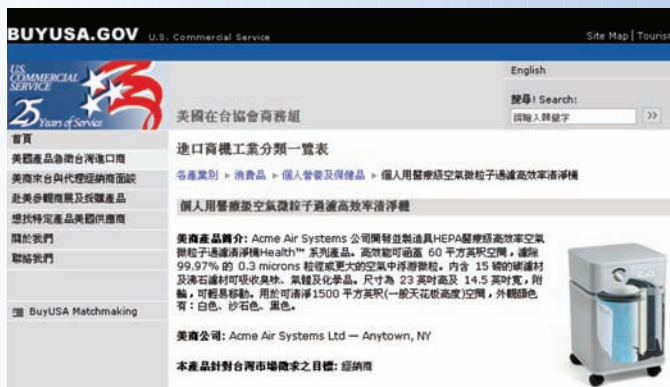 BUYUSA.GOV U.S. Commercial Service
Site Map | Tourism
U.S. COMMERCIAL SERVICE
25 Years of Service
English
搜尋! Search:
請輸入關鍵字 >>
美國在台協會商務組
首頁
美國產品急徵台灣進口商
美商來台與代理經銷商面談
赴美參觀商展及採購產品
想找特定產品美國供應商
關於我們
聯絡我們
BuyUSA Matchmaking
進口商機工業分類一覽表
各產業別 ▸ 消費品 ▸ 個人營養及保健品 ▸ 個人用醫療級空氣微粒子過濾高效率清淨機
個人用醫療級空氣微粒子過濾高效率清淨機
美商產品簡介: Acme Air Systems 公司開發並製造具HEPA醫療級高效率空氣
微粒子過濾清淨機Health™ 系列產品。高效能可涵蓋 60 平方英呎空間，濾除
99.97% 的 0.3 microns 粒徑或更大的空氣中浮游微粒。内含 15 磅的碳濾材
及沸石濾材可吸收臭味、氣體及化學品。尺寸為 23 英吋高及 14.5 英吋寬，附
輪，可輕易移動。用於可清淨1500 平方英呎(一般天花板高度)空間，外觀顏色
有：白色、沙石色、黑色。
美商公司: Acme Air Systems Ltd — Anytown, NY
本產品針對台灣市場徵求之目標: 經銷商